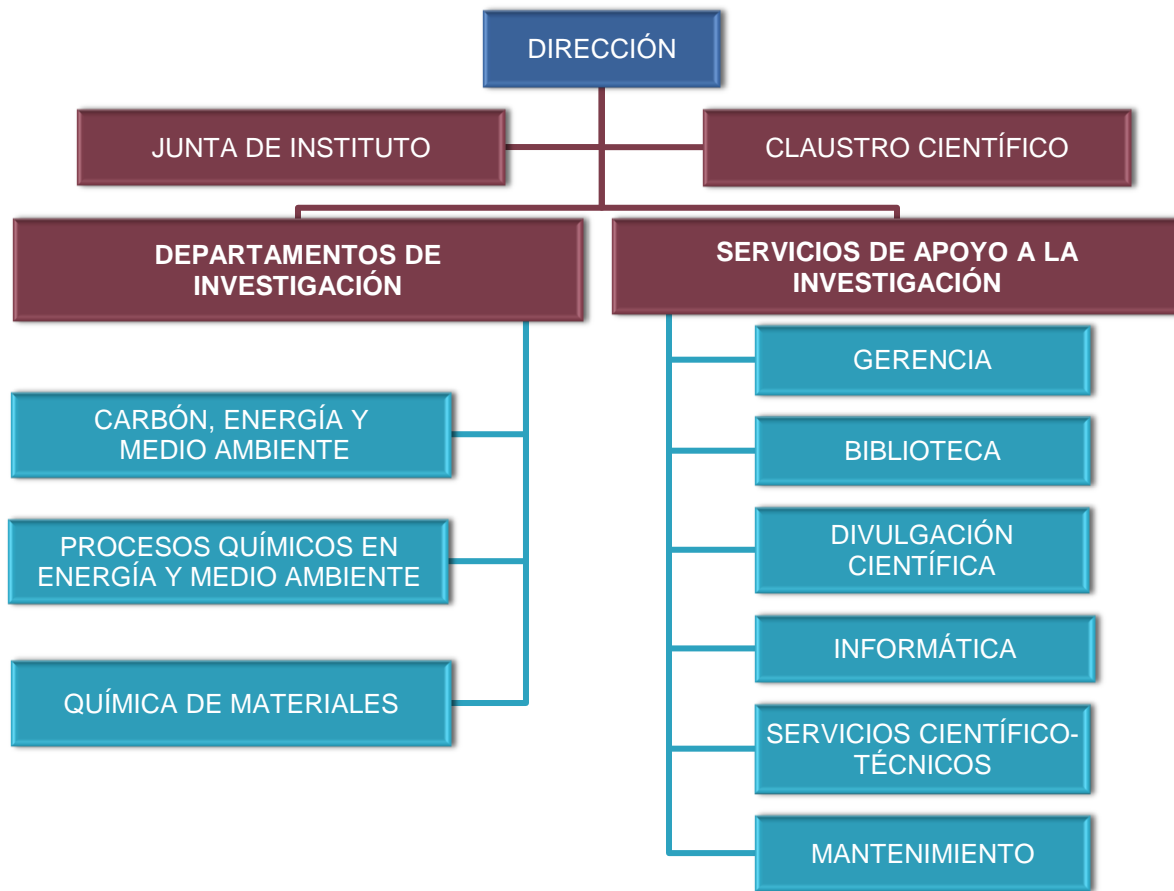 DIRECCIÓN
JUNTA DE INSTITUTO
CLAUSTRO CIENTÍFICO
DEPARTAMENTOS DE
INVESTIGACIÓN
SERVICIOS DE APOYO A LA
INVESTIGACIÓN
CARBÓN, ENERGÍA Y
MEDIO AMBIENTE
PROCESOS QUÍMICOS EN
ENERGÍA Y MEDIO AMBIENTE
QUÍMICA DE MATERIALES
GERENCIA
BIBLIOTECA
DIVULGACIÓN
CIENTÍFICA
INFORMÁTICA
SERVICIOS CIENTÍFICO-
TÉCNICOS
MANTENIMIENTO